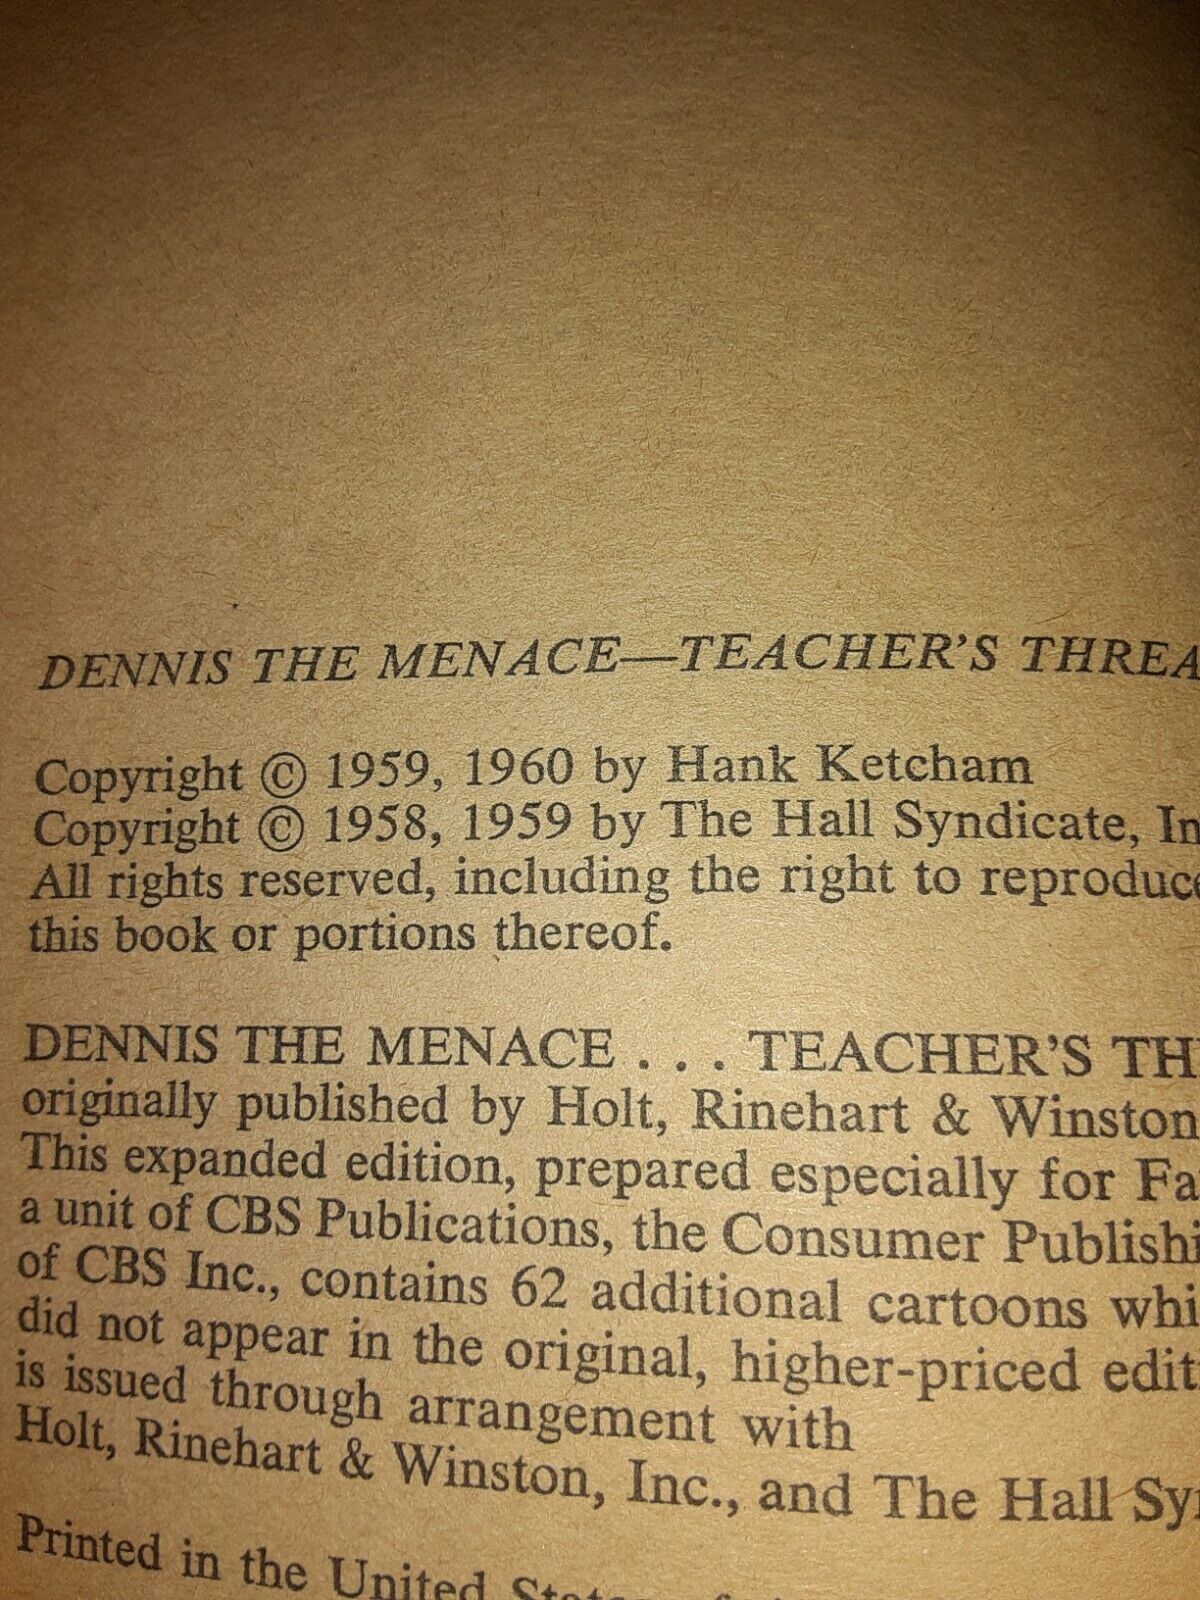 DENNIS THE MENACE—TEACHER'S THREA
Copyright © 1959, 1960 by Hank Ketcham
Copyright © 1958, 1959 by The Hall Syndicate, In
All rights reserved, including the right to reproduce
this book or portions thereof.
DENNIS THE MENACE . . . TEACHER'S TH
originally published by Holt, Rinehart & Winston
This expanded edition, prepared especially for Fa
a unit of CBS Publications, the Consumer Publishi
of CBS Inc., contains 62 additional cartoons whi
did not appear in the original, higher-priced editi
is issued through arrangement with
Holt, Rinehart & Winston, Inc., and The Hall Syn
Printed in the United States